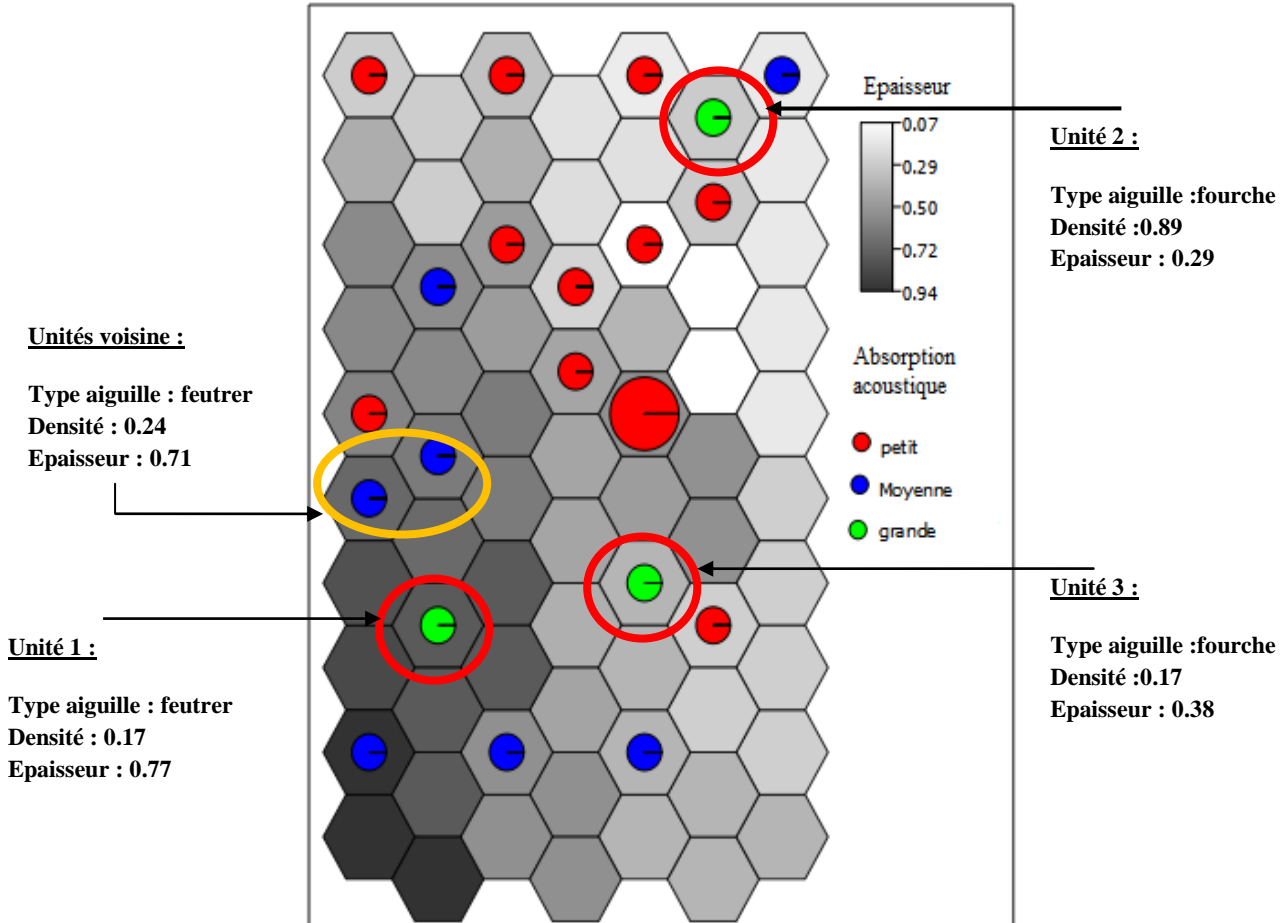 Epaisseur
0.07
0.29
0.50
0.72
0.94
Absorption
acoustique
petit
Moyenne
grande
Unité 2 :
Type aiguille :fourche
Densité :0.89
Epaisseur : 0.29
Unités voisine :
Type aiguille : feutrer
Densité : 0.24
Epaisseur : 0.71
Unité 3 :
Type aiguille :fourche
Densité :0.17
Epaisseur : 0.38
Unité 1 :
Type aiguille : feutrer
Densité : 0.17
Epaisseur : 0.77